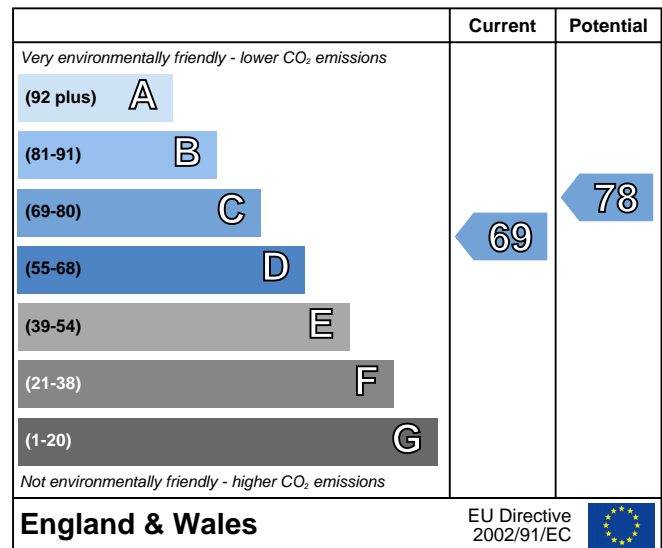 Current Potential
Very environmentally friendly - lower CO₂ emissions
(92 plus) A
(81-91) B
(69-80) C
(55-68) D
(39-54) E
(21-38) F
(1-20) G
69
78
Not environmentally friendly - higher CO₂ emissions
England & Wales
EU Directive
2002/91/EC